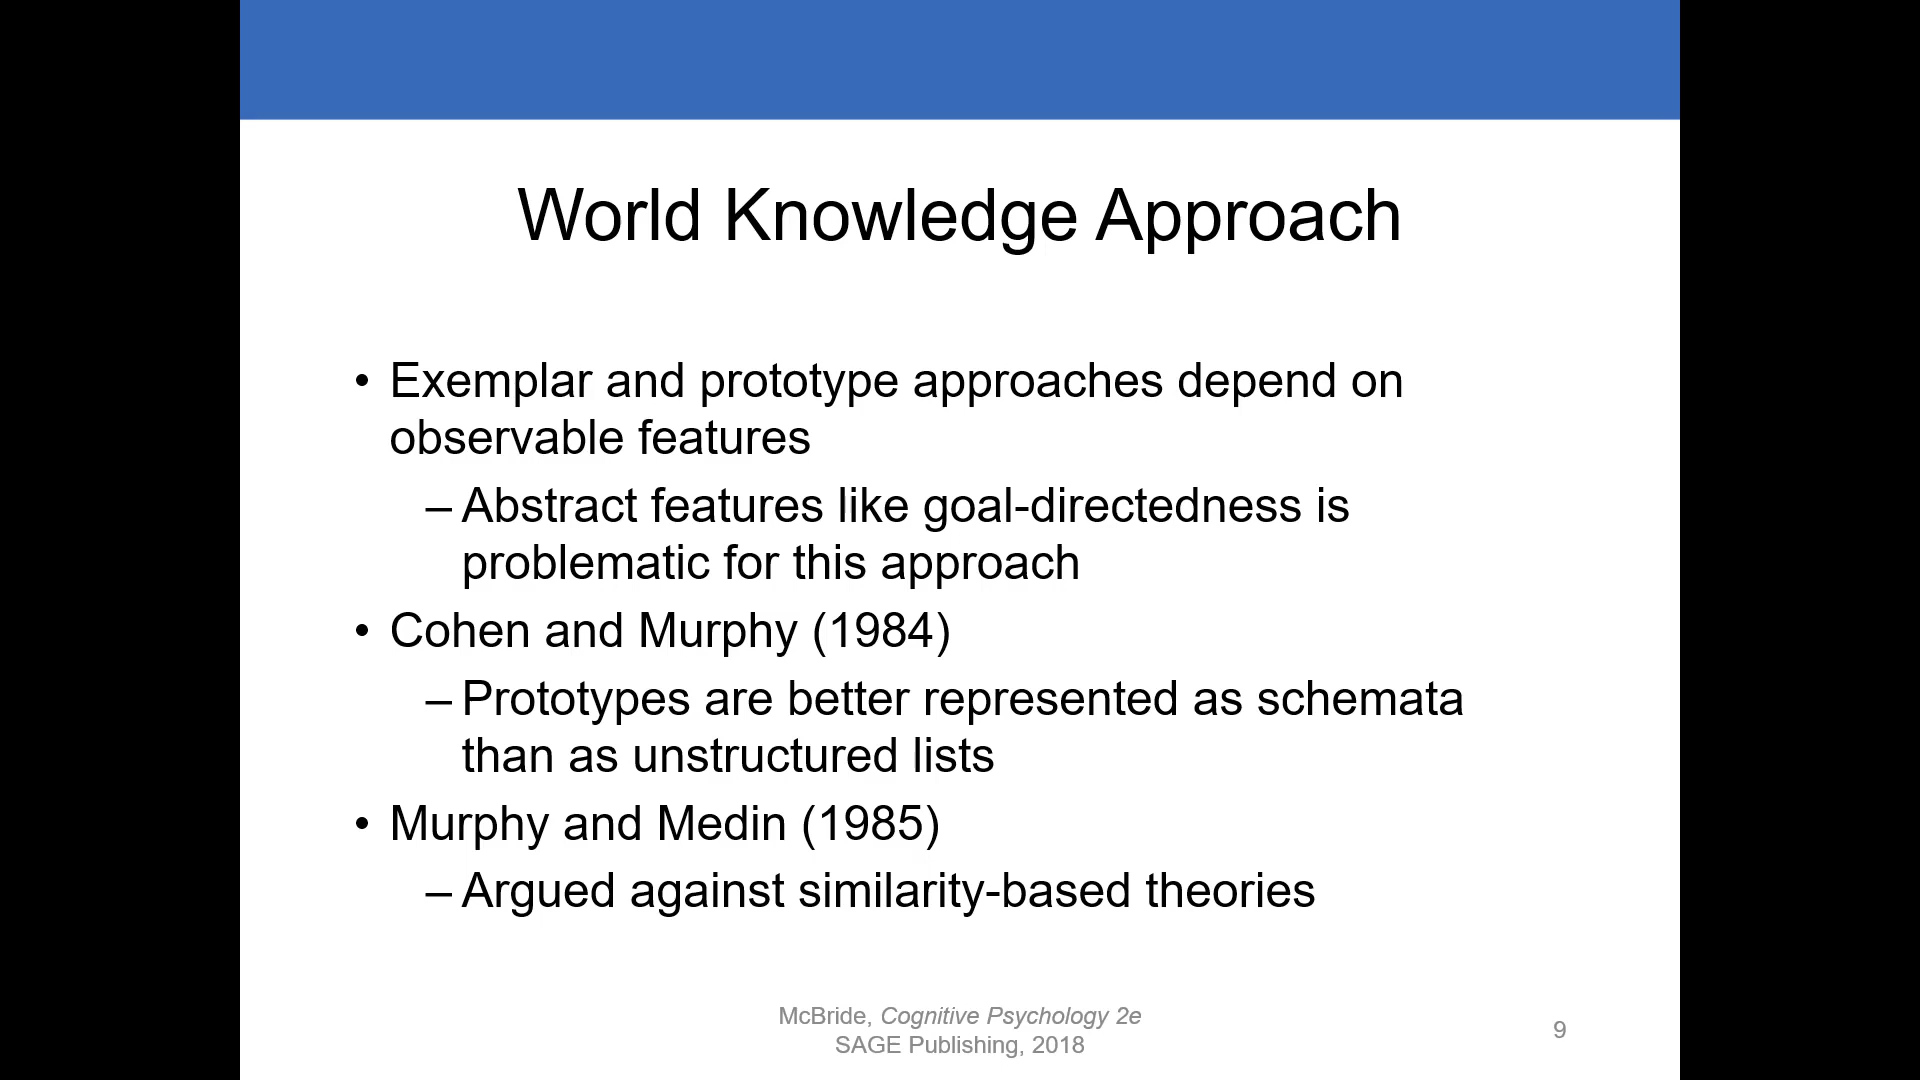 World Knowledge Approach
• Exemplar and prototype approaches depend on
observable features
– Abstract features like goal-directedness is
problematic for this approach
• Cohen and Murphy (1984)
– Prototypes are better represented as schemata
than as unstructured lists
• Murphy and Medin (1985)
– Argued against similarity-based theories
McBride, Cognitive Psychology 2e
SAGE Publishing, 2018
9